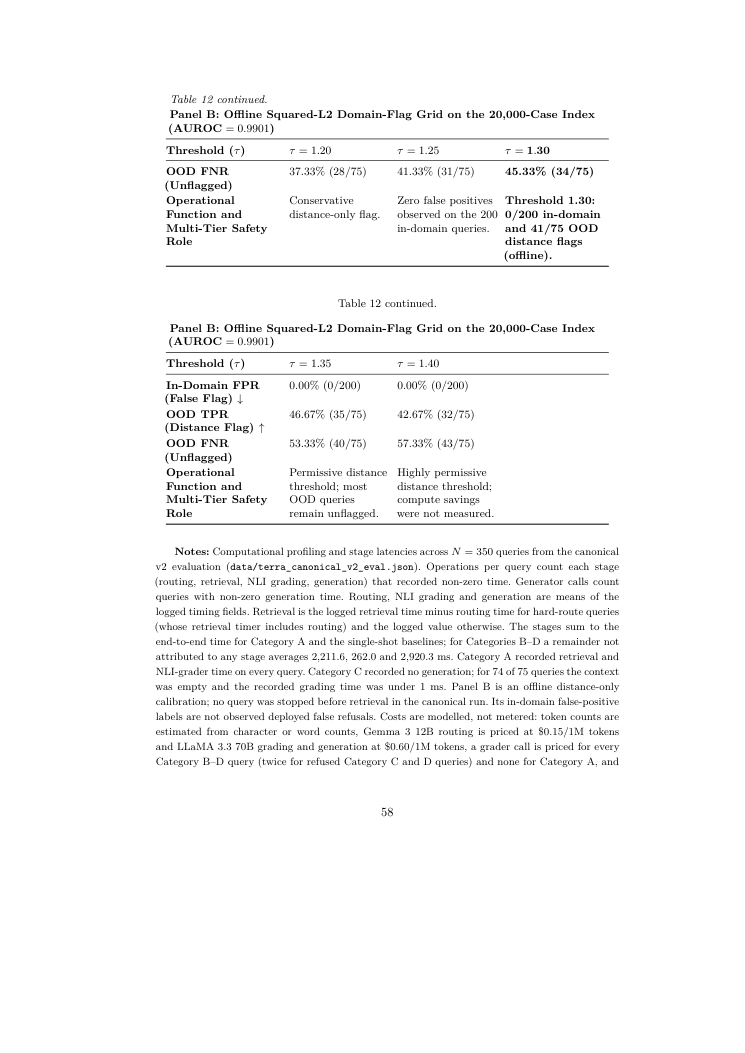 Table 12 continued.
Panel B: Offline Squared-L2 Domain-Flag Grid on the 20,000-Case Index
(AUROC = 0.9901)
Threshold (τ) τ = 1.20 τ = 1.25 τ = 1.30
OOD FNR 37.33% (28/75) 41.33% (31/75) 45.33% (34/75)
(Unflagged)
Operational Conservative Zero false positives Threshold 1.30:
Function and distance-only flag. observed on the 200 0/200 in-domain
Multi-Tier Safety in-domain queries. and 41/75 OOD
Role distance flags
(offline).
Table 12 continued.
Panel B: Offline Squared-L2 Domain-Flag Grid on the 20,000-Case Index
(AUROC = 0.9901)
Threshold (τ) τ = 1.35 τ = 1.40
In-Domain FPR 0.00% (0/200) 0.00% (0/200)
(False Flag) ↓
OOD TPR 46.67% (35/75) 42.67% (32/75)
(Distance Flag) ↑
OOD FNR 53.33% (40/75) 57.33% (43/75)
(Unflagged)
Operational Permissive distance Highly permissive
Function and threshold; most distance threshold;
Multi-Tier Safety OOD queries compute savings
Role remain unflagged. were not measured.
Notes: Computational profiling and stage latencies across N = 350 queries from the canonical
v2 evaluation (data/terra_canonical_v2_eval.json). Operations per query count each stage
(routing, retrieval, NLI grading, generation) that recorded non-zero time. Generator calls count
queries with non-zero generation time. Routing, NLI grading and generation are means of the
logged timing fields. Retrieval is the logged retrieval time minus routing time for hard-route queries
(whose retrieval timer includes routing) and the logged value otherwise. The stages sum to the
end-to-end time for Category A and the single-shot baselines; for Categories B–D a remainder not
attributed to any stage averages 2,211.6, 262.0 and 2,920.3 ms. Category A recorded retrieval and
NLI-grader time on every query. Category C recorded no generation; for 74 of 75 queries the context
was empty and the recorded grading time was under 1 ms. Panel B is an offline distance-only
calibration; no query was stopped before retrieval in the canonical run. Its in-domain false-positive
labels are not observed deployed false refusals. Costs are modelled, not metered: token counts are
estimated from character or word counts, Gemma 3 12B routing is priced at $0.15/1M tokens
and LLaMA 3.3 70B grading and generation at $0.60/1M tokens, a grader call is priced for every
Category B–D query (twice for refused Category C and D queries) and none for Category A, and
58